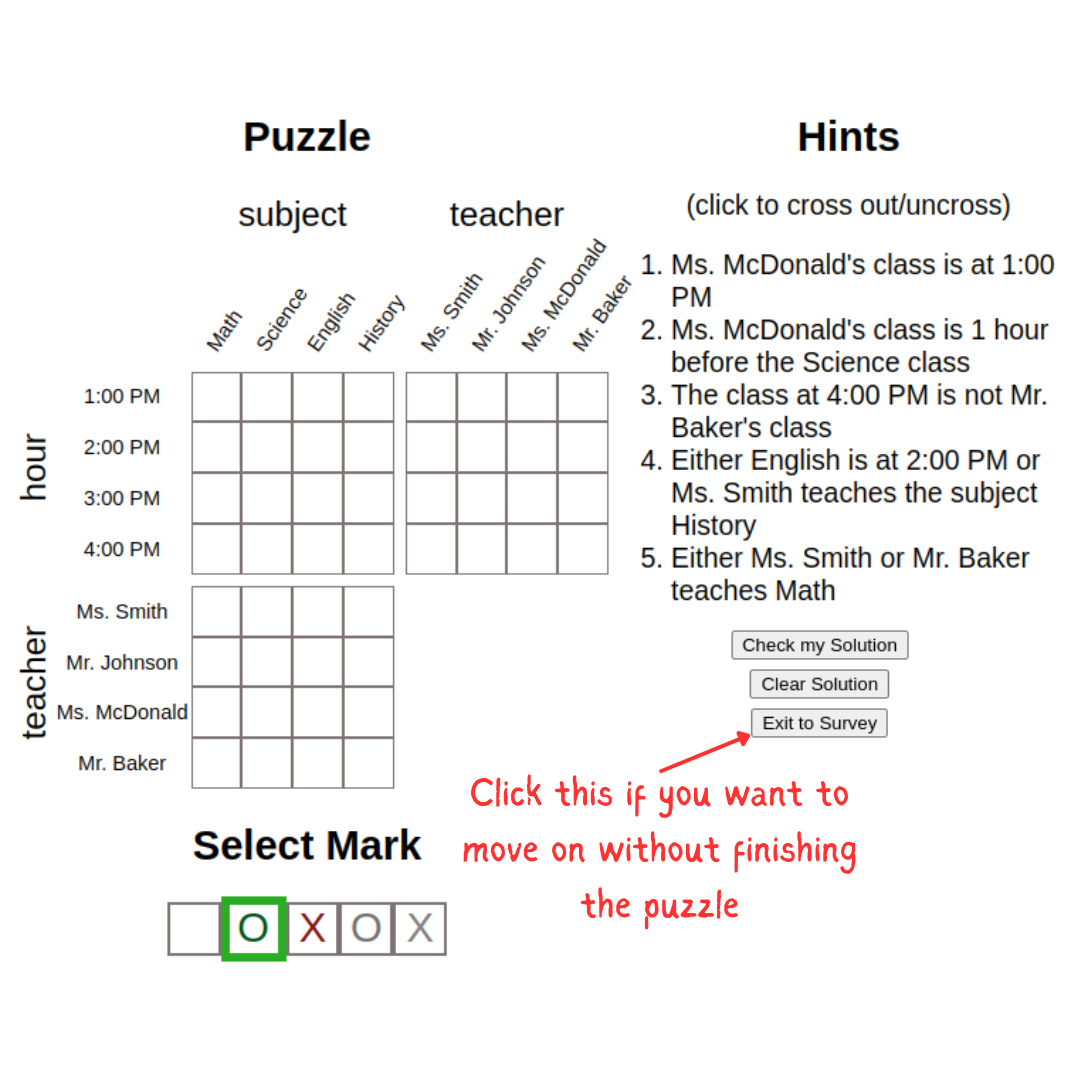 Puzzle
subject
teacher
Math
Science
English
History
Ms. Smith
Mr. Johnson
Ms. McDonald
Mr. Baker
hour
1:00 PM
2:00 PM
3:00 PM
4:00 PM
teacher
Ms. Smith
Mr. Johnson
Ms. McDonald
Mr. Baker
Select Mark
O X O X
Hints
(click to cross out/uncross)
1. Ms. McDonald's class is at 1:00
PM
2. Ms. McDonald's class is 1 hour
before the Science class
3. The class at 4:00 PM is not Mr.
Baker's class
4. Either English is at 2:00 PM or
Ms. Smith teaches the subject
History
5. Either Ms. Smith or Mr. Baker
teaches Math
Check my Solution
Clear Solution
Exit to Survey
Click this if you want to
move on without finishing
the puzzle